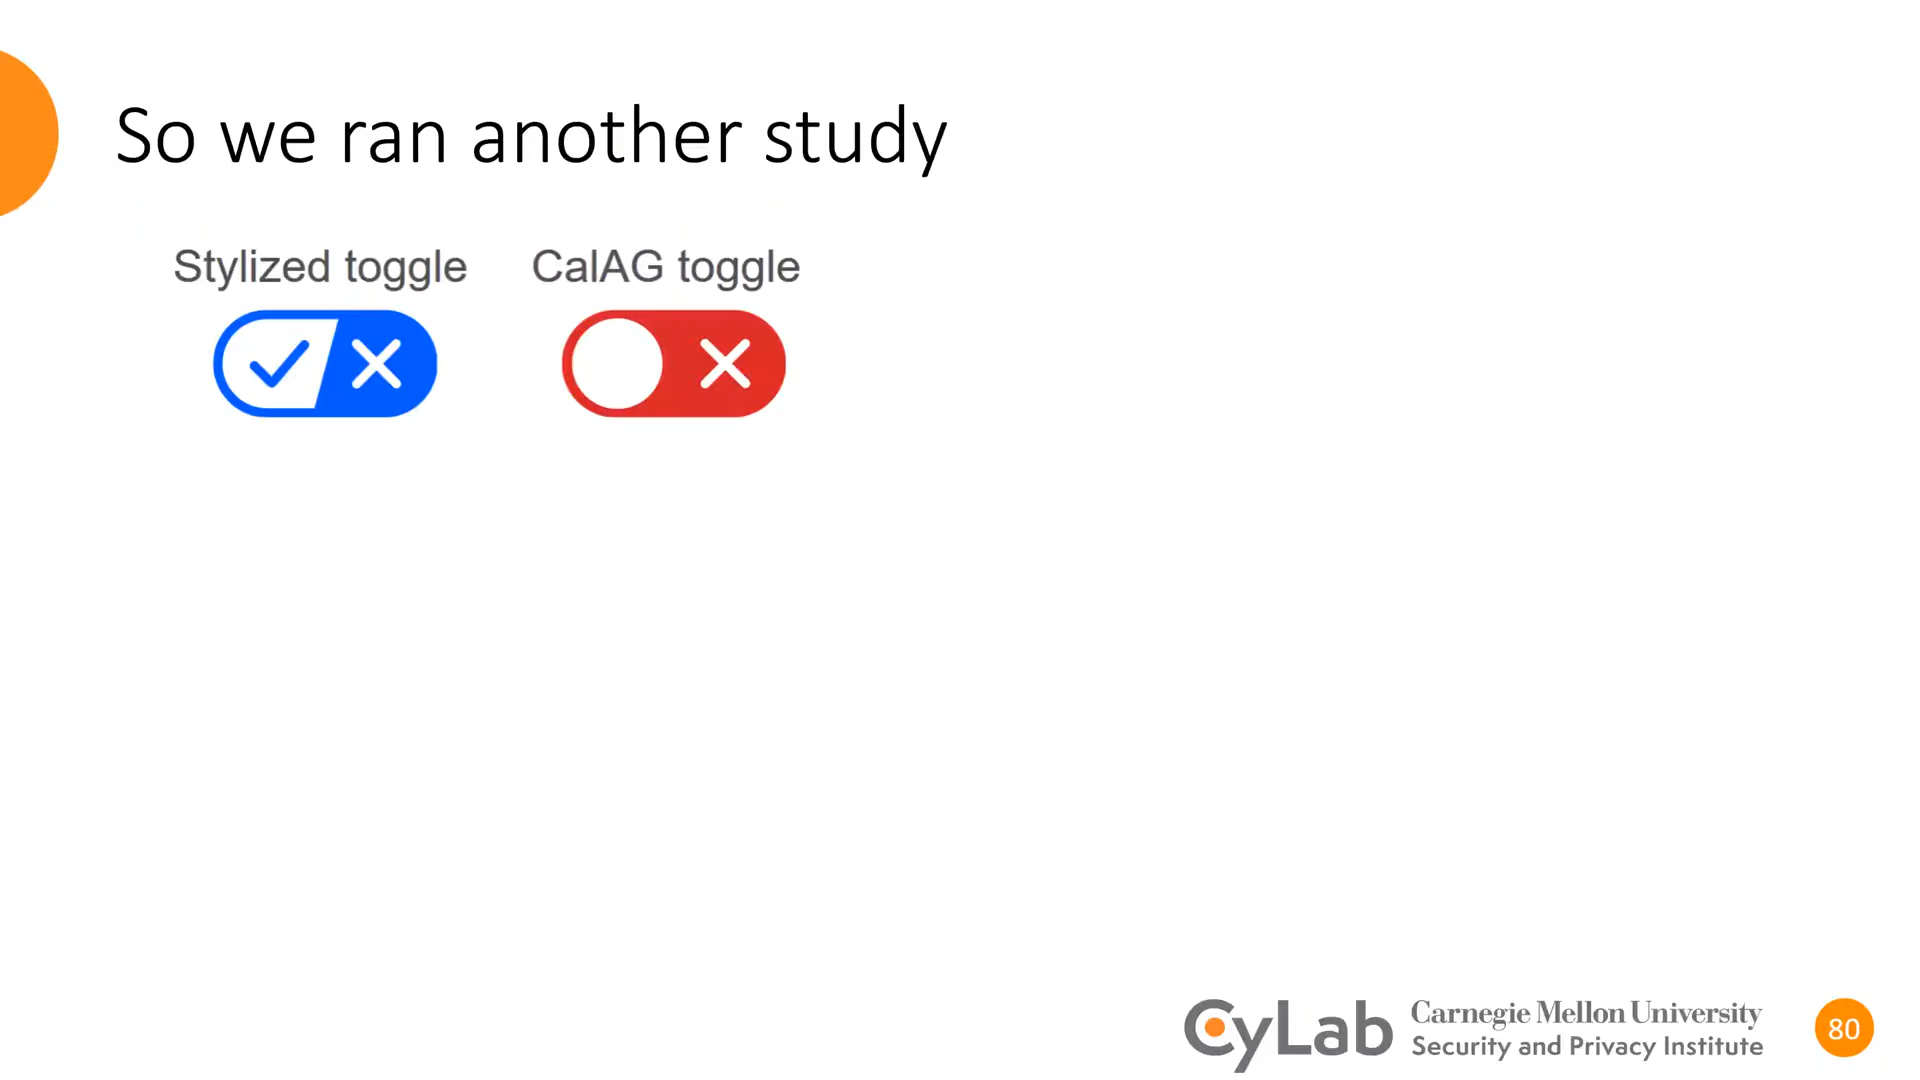 So we ran another study
Stylized toggle
CalAG toggle
CyLab
Carnegie Mellon University
Security and Privacy Institute
80